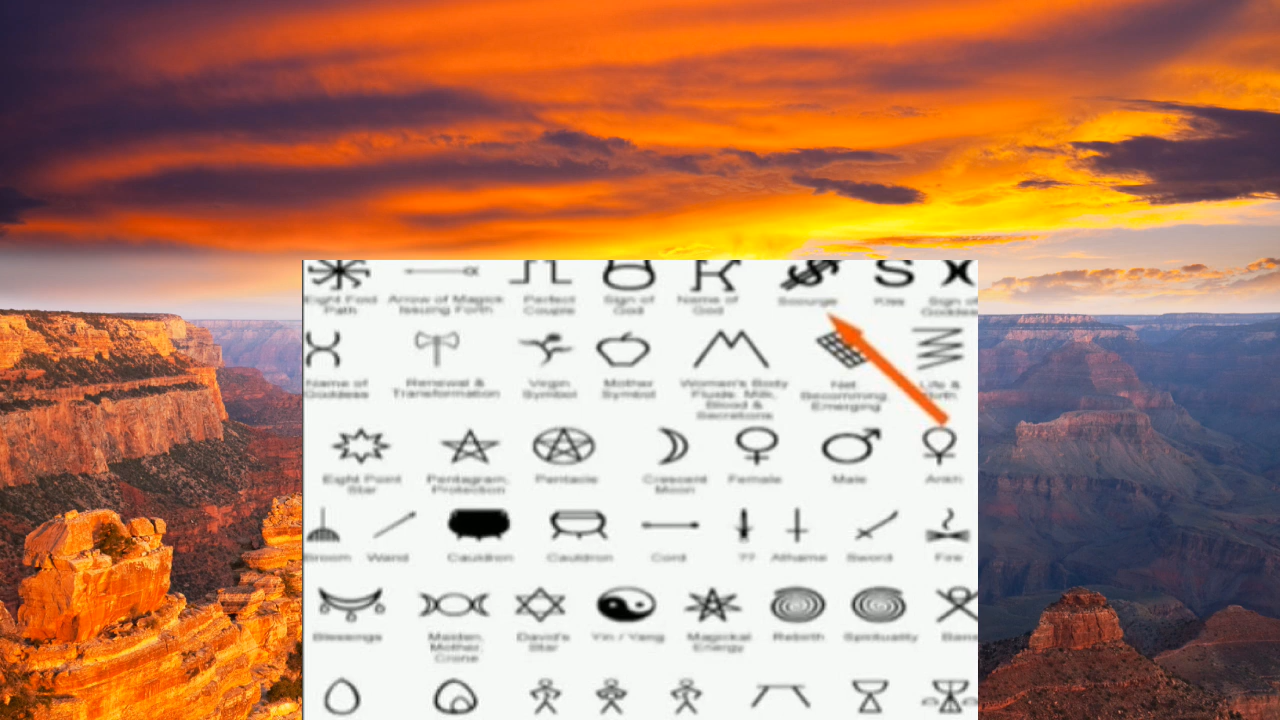 Eight Fold Path
Arrow of Magick Issuing Forth
Perfect Couple
Sign of God
Name of God
Scourge
Kiss
Sign of Goddess
Name of Goddess
Renewal & Transformation
Virgin Symbol
Mother Symbol
Women's Body Fluids: Milk, Blood & Secretions
Net Becomming, Emerging
Life & Birth
Eight Point Star
Pentagram, Protection
Pentacle
Crescent Moon
Female
Male
Ankh
Broom
Wand
Cauldron
Cauldron
Cord
??
Athame
Sword
Fire
Blessings
Maiden, Mother, Crone
David's Star
Yin / Yang
Magickal Energy
Rebirth
Spirituality